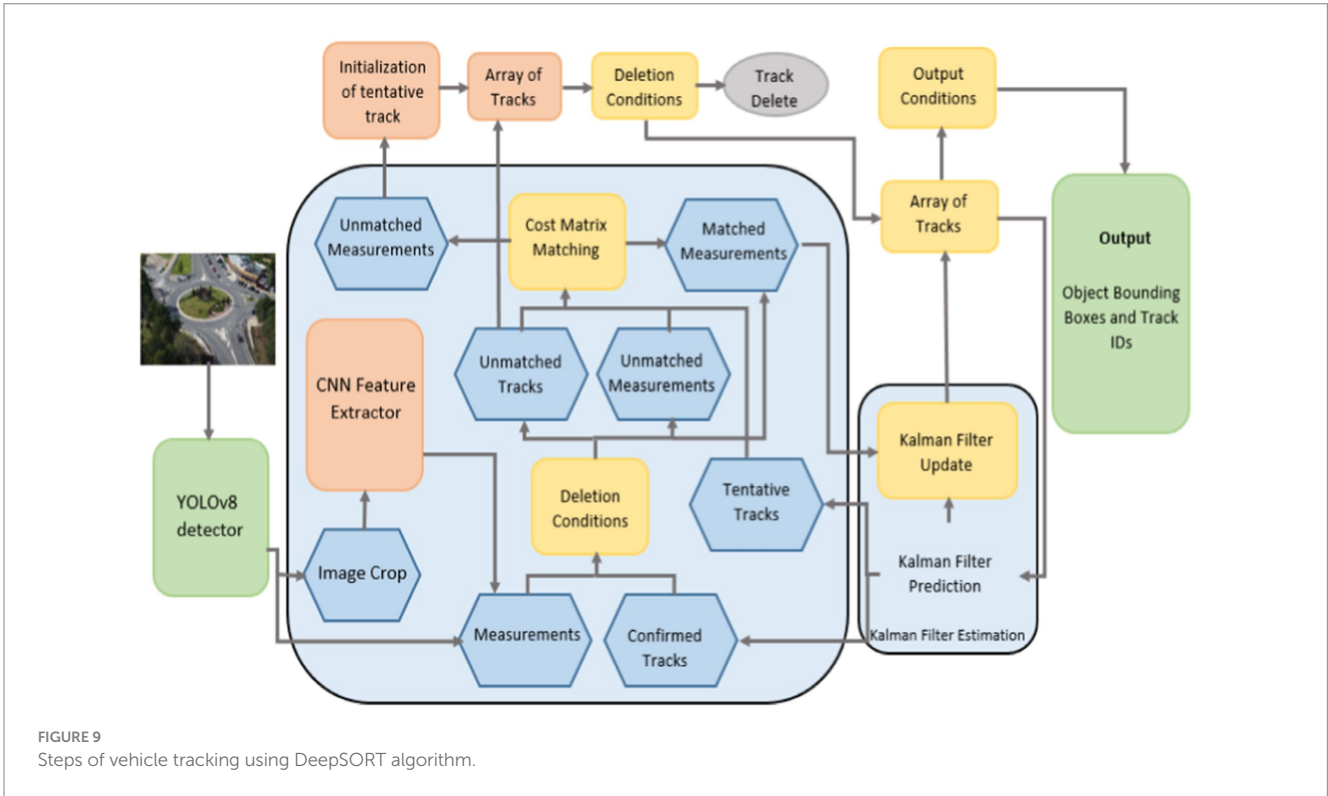 Initialization
of tentative
track
Array of
Tracks
Deletion
Conditions
Track
Delete
Output
Conditions
Unmatched
Measurements
Cost Matrix
Matching
Matched
Measurements
Array of
Tracks
Output
Object Bounding
Boxes and Track
IDs
CNN Feature
Extractor
Unmatched
Tracks
Unmatched
Measurements
Kalman Filter
Update
YOLOv8
detector
Deletion
Conditions
Tentative
Tracks
Image Crop
Kalman Filter
Prediction
Measurements
Confirmed
Tracks
Kalman Filter Estimation
FIGURE 9
Steps of vehicle tracking using DeepSORT algorithm.